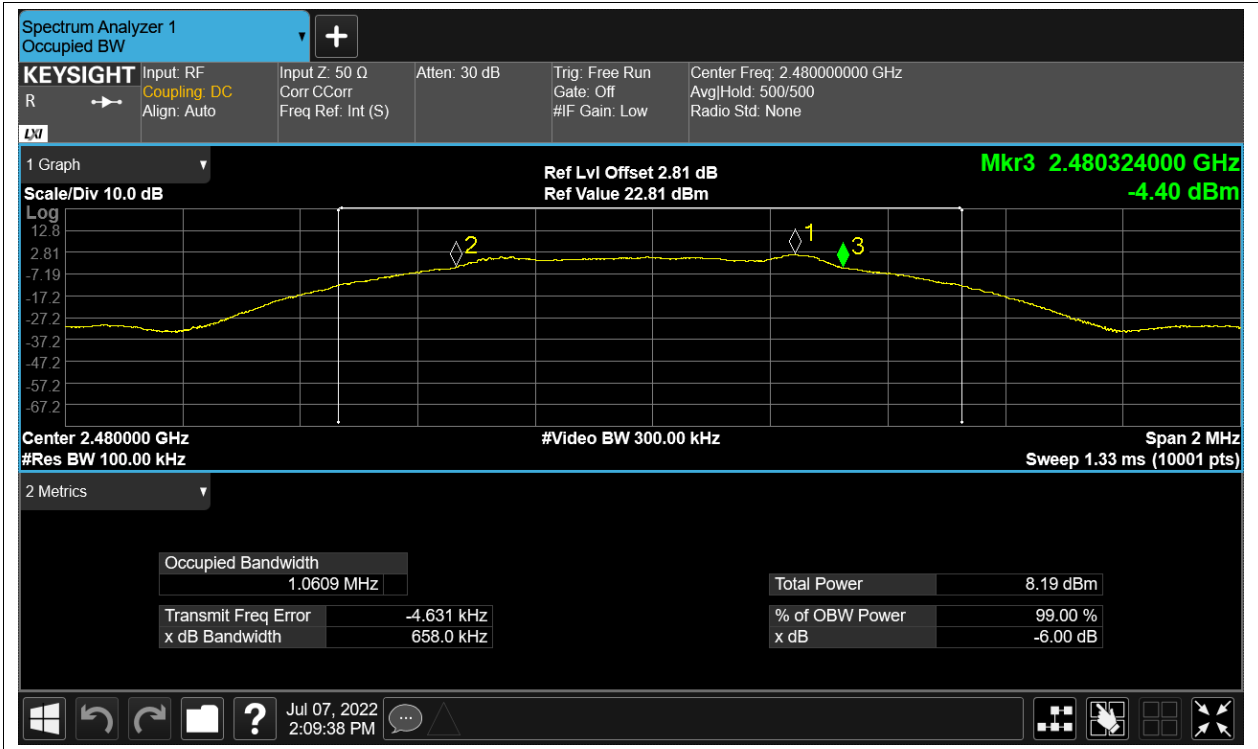 Spectrum Analyzer 1
Occupied BW
KEYSIGHT
R
LXI
Input: RF
Coupling: DC
Align: Auto
Input Z: 50 Ω
Corr CCorr
Freq Ref: Int (S)
Atten: 30 dB
Trig: Free Run
Gate: Off
#IF Gain: Low
Center Freq: 2.480000000 GHz
Avg|Hold: 500/500
Radio Std: None
1 Graph
Scale/Div 10.0 dB
Ref Lvl Offset 2.81 dB
Ref Value 22.81 dBm
Mkr3 2.480324000 GHz
-4.40 dBm
Log
12.8
2.81
-7.19
-17.2
-27.2
-37.2
-47.2
-57.2
-67.2
2
1
3
Center 2.480000 GHz
#Res BW 100.00 kHz
#Video BW 300.00 kHz
Span 2 MHz
Sweep 1.33 ms (10001 pts)
2 Metrics
Occupied Bandwidth
1.0609 MHz
Transmit Freq Error -4.631 kHz
x dB Bandwidth 658.0 kHz
Total Power 8.19 dBm
% of OBW Power 99.00 %
x dB -6.00 dB
?
Jul 07, 2022
2:09:38 PM